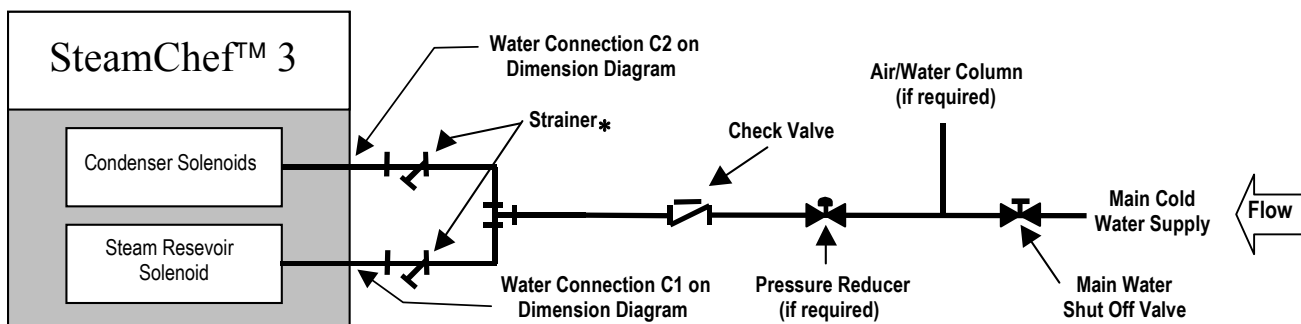 SteamChef™ 3
Condenser Solenoids
Steam Resevoir
Solenoid
Water Connection C2 on
Dimension Diagram
Strainer*
Water Connection C1 on
Dimension Diagram
Check Valve
Pressure Reducer
(if required)
Air/Water Column
(if required)
Main Water
Shut Off Valve
Main Cold
Water Supply
Flow